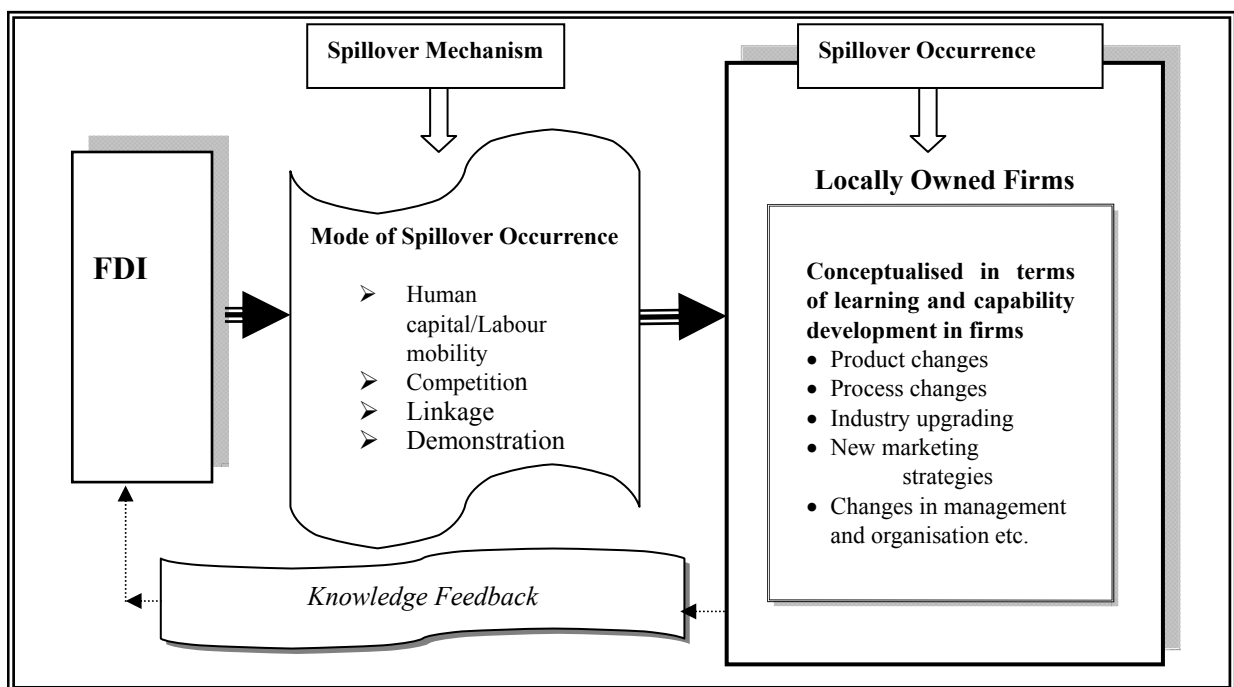 Spillover Mechanism
Spillover Occurrence
FDI
Mode of Spillover Occurrence
➢ Human
capital/Labour
mobility
➢ Competition
➢ Linkage
➢ Demonstration
Locally Owned Firms
Conceptualised in terms
of learning and capability
development in firms
• Product changes
• Process changes
• Industry upgrading
• New marketing
strategies
• Changes in management
and organisation etc.
Knowledge Feedback